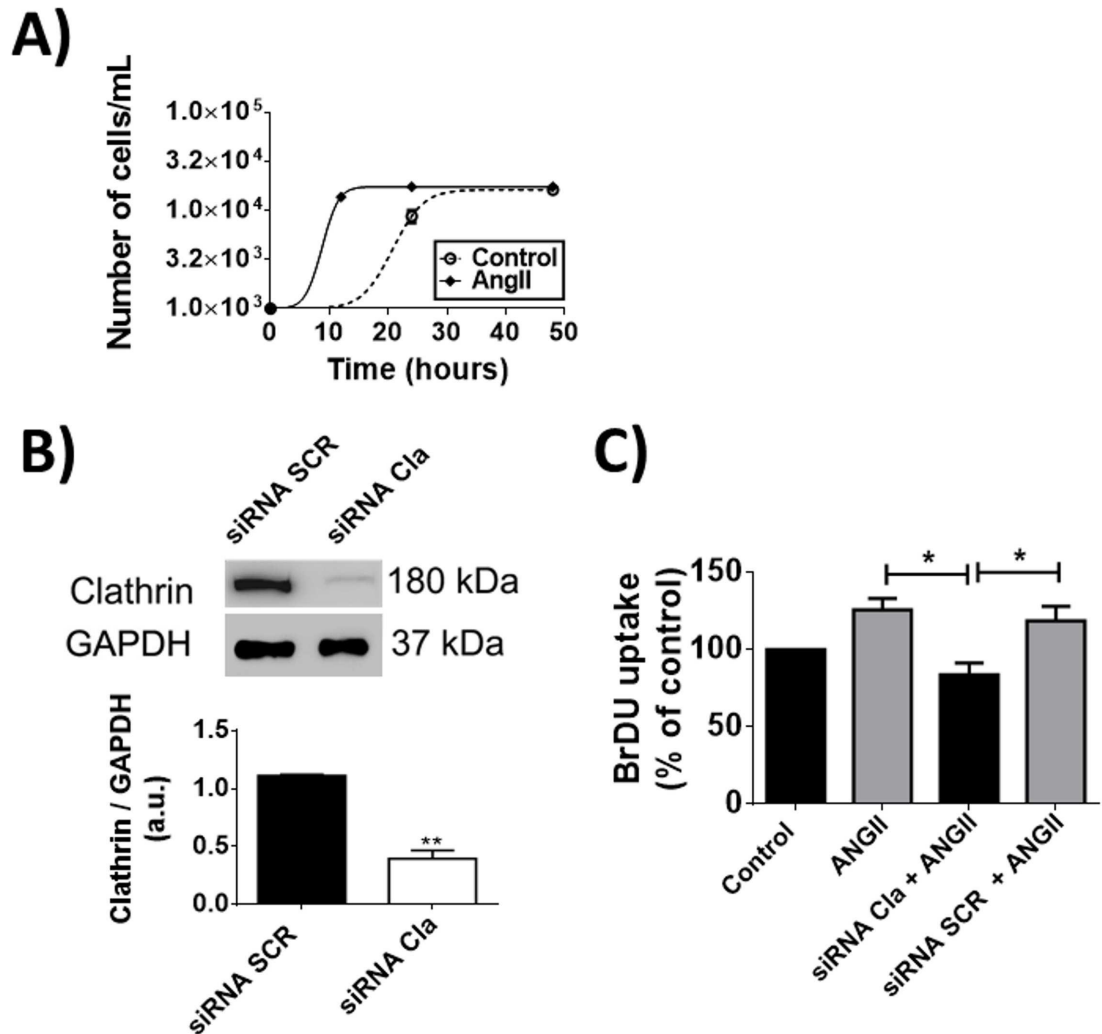 A)
Number of cells/mL
1.0×10⁵
3.2×10⁴
1.0×10⁴
3.2×10³
1.0×10³
0 10 20 30 40 50
Time (hours)
Control
AngII
B)
siRNA SCR
siRNA Cla
Clathrin
180 kDa
GAPDH
37 kDa
Clathrin / GAPDH
(a.u.)
1.5
1.0
0.5
0.0
**
siRNA SCR
siRNA Cla
C)
BrDU uptake
(% of control)
150
100
50
0
*
*
Control
ANGII
siRNA Cla + ANGII
siRNA SCR + ANGII